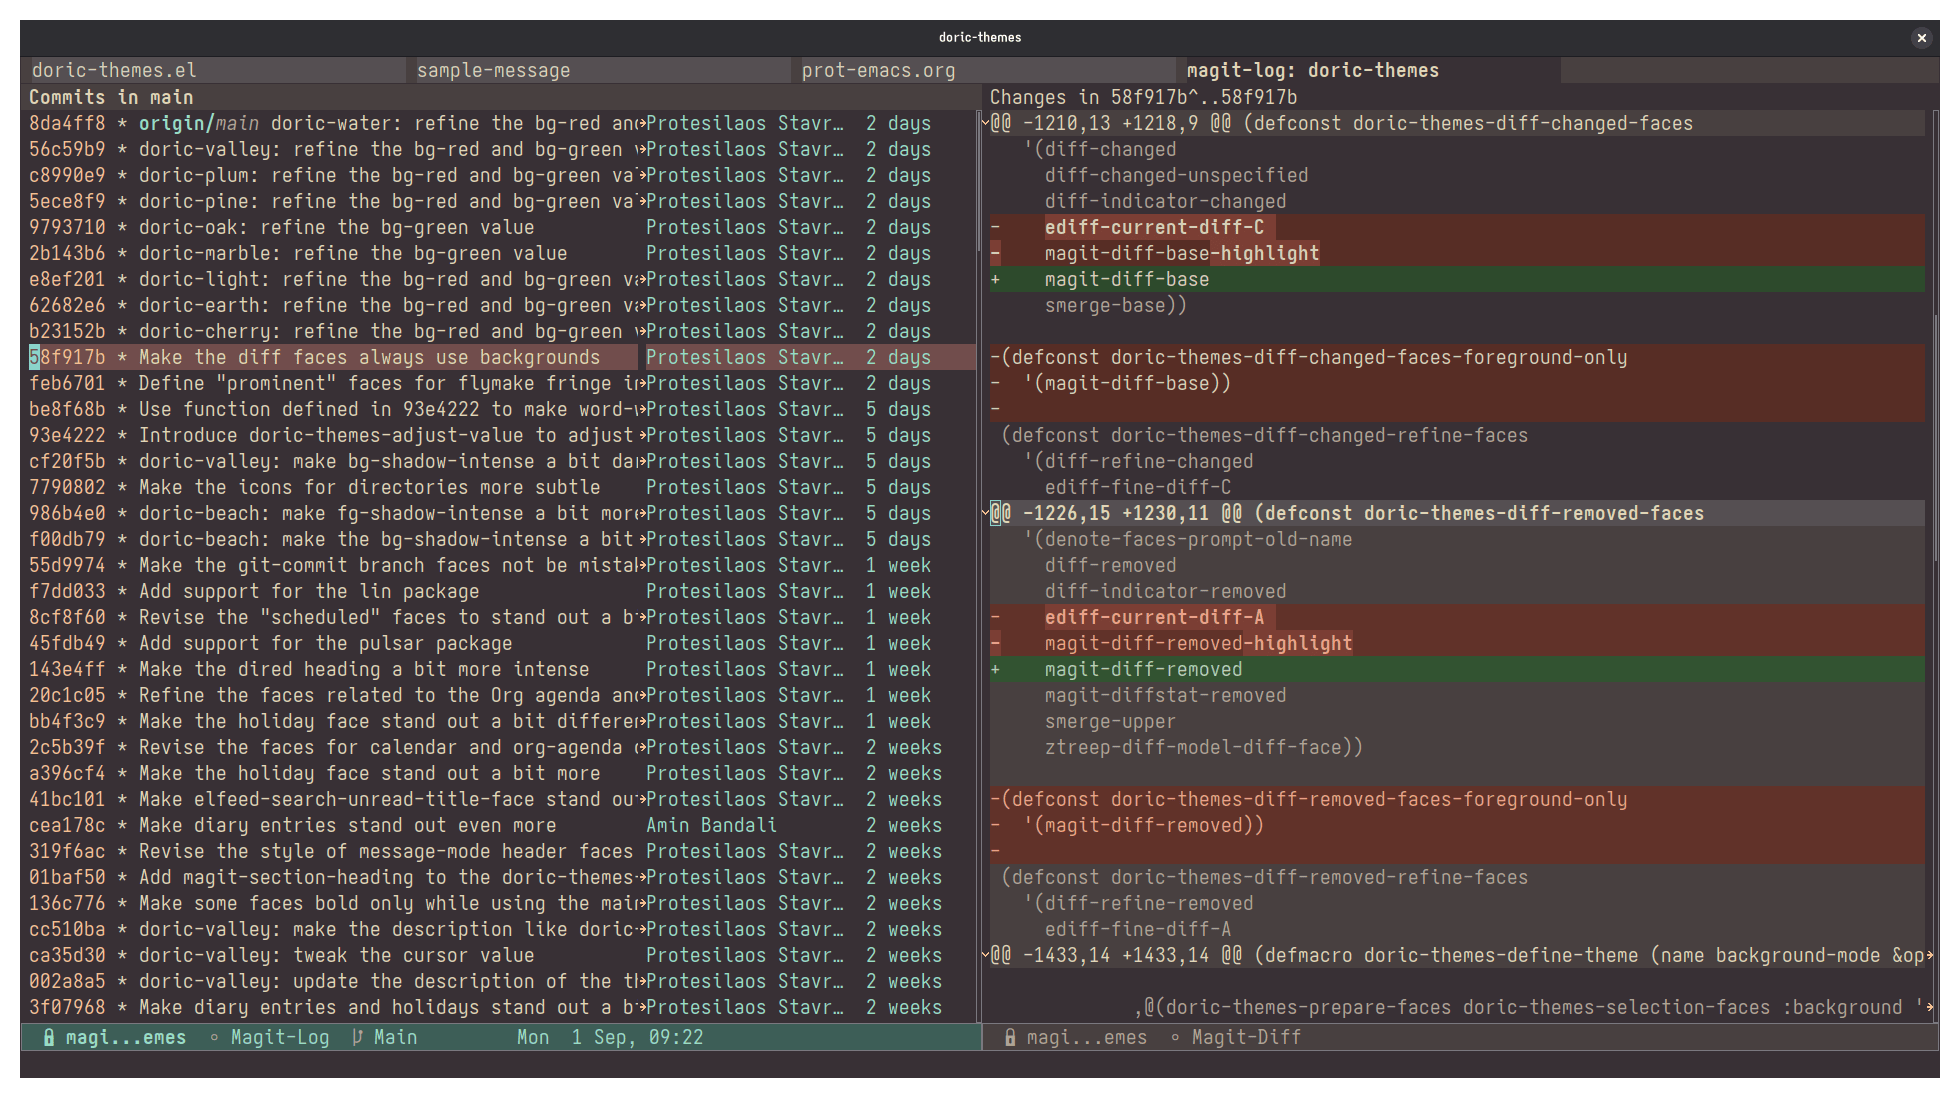 doric-themes
doric-themes.el sample-message prot-emacs.org magit-log: doric-themes
Commits in main
8da4ff8 * origin/main doric-water: refine the bg-red an Protesilaos Stavr… 2 days
56c59b9 * doric-valley: refine the bg-red and bg-green Protesilaos Stavr… 2 days
c8990e9 * doric-plum: refine the bg-red and bg-green va Protesilaos Stavr… 2 days
5ece8f9 * doric-pine: refine the bg-red and bg-green va Protesilaos Stavr… 2 days
9793710 * doric-oak: refine the bg-green value Protesilaos Stavr… 2 days
2b143b6 * doric-marble: refine the bg-green value Protesilaos Stavr… 2 days
e8ef201 * doric-light: refine the bg-red and bg-green v Protesilaos Stavr… 2 days
62682e6 * doric-earth: refine the bg-red and bg-green v Protesilaos Stavr… 2 days
b23152b * doric-cherry: refine the bg-red and bg-green Protesilaos Stavr… 2 days
58f917b * Make the diff faces always use backgrounds Protesilaos Stavr… 2 days
feb6701 * Define "prominent" faces for flymake fringe i Protesilaos Stavr… 2 days
be8f68b * Use function defined in 93e4222 to make word- Protesilaos Stavr… 5 days
93e4222 * Introduce doric-themes-adjust-value to adjust Protesilaos Stavr… 5 days
cf20f5b * doric-valley: make bg-shadow-intense a bit da Protesilaos Stavr… 5 days
7790802 * Make the icons for directories more subtle Protesilaos Stavr… 5 days
986b4e0 * doric-beach: make fg-shadow-intense a bit more Protesilaos Stavr… 5 days
f00db79 * doric-beach: make the bg-shadow-intense a bit Protesilaos Stavr… 5 days
55d9974 * Make the git-commit branch faces not be mista Protesilaos Stavr… 1 week
f7dd033 * Add support for the lin package Protesilaos Stavr… 1 week
8cf8f60 * Revise the "scheduled" faces to stand out a b Protesilaos Stavr… 1 week
45fdb49 * Add support for the pulsar package Protesilaos Stavr… 1 week
143e4ff * Make the dired heading a bit more intense Protesilaos Stavr… 1 week
20c1c05 * Refine the faces related to the Org agenda an Protesilaos Stavr… 1 week
bb4f3c9 * Make the holiday face stand out a bit differe Protesilaos Stavr… 1 week
2c5b39f * Revise the faces for calendar and org-agenda Protesilaos Stavr… 2 weeks
a396cf4 * Make the holiday face stand out a bit more Protesilaos Stavr… 2 weeks
41bc101 * Make elfeed-search-unread-title-face stand ou Protesilaos Stavr… 2 weeks
cea178c * Make diary entries stand out even more Amin Bandali 2 weeks
319f6ac * Revise the style of message-mode header faces Protesilaos Stavr… 2 weeks
01baf50 * Add magit-section-heading to the doric-themes- Protesilaos Stavr… 2 weeks
136c776 * Make some faces bold only while using the mai Protesilaos Stavr… 2 weeks
cc510ba * doric-valley: make the description like doric- Protesilaos Stavr… 2 weeks
ca35d30 * doric-valley: tweak the cursor value Protesilaos Stavr… 2 weeks
002a8a5 * doric-valley: update the description of the t Protesilaos Stavr… 2 weeks
3f07968 * Make diary entries and holidays stand out a b Protesilaos Stavr… 2 weeks
magi...emes ∘ Magit-Log Main Mon 1 Sep, 09:22
Changes in 58f917b^..58f917b
@@ -1210,13 +1218,9 @@ (defconst doric-themes-diff-changed-faces
'(diff-changed
diff-changed-unspecified
diff-indicator-changed
- ediff-current-diff-C
- magit-diff-base-highlight
+ magit-diff-base
smerge-base))
-(defconst doric-themes-diff-changed-faces-foreground-only
- '(magit-diff-base))
-
(defconst doric-themes-diff-changed-refine-faces
'(diff-refine-changed
ediff-fine-diff-C
@@ -1226,15 +1230,11 @@ (defconst doric-themes-diff-removed-faces
'(denote-faces-prompt-old-name
diff-removed
diff-indicator-removed
- ediff-current-diff-A
- magit-diff-removed-highlight
+ magit-diff-removed
magit-diffstat-removed
smerge-upper
ztreep-diff-model-diff-face))
-(defconst doric-themes-diff-removed-faces-foreground-only
- '(magit-diff-removed))
-
(defconst doric-themes-diff-removed-refine-faces
'(diff-refine-removed
ediff-fine-diff-A
@@ -1433,14 +1433,14 @@ (defmacro doric-themes-define-theme (name background-mode &op
,@(doric-themes-prepare-faces doric-themes-selection-faces :background '
magi...emes ∘ Magit-Diff